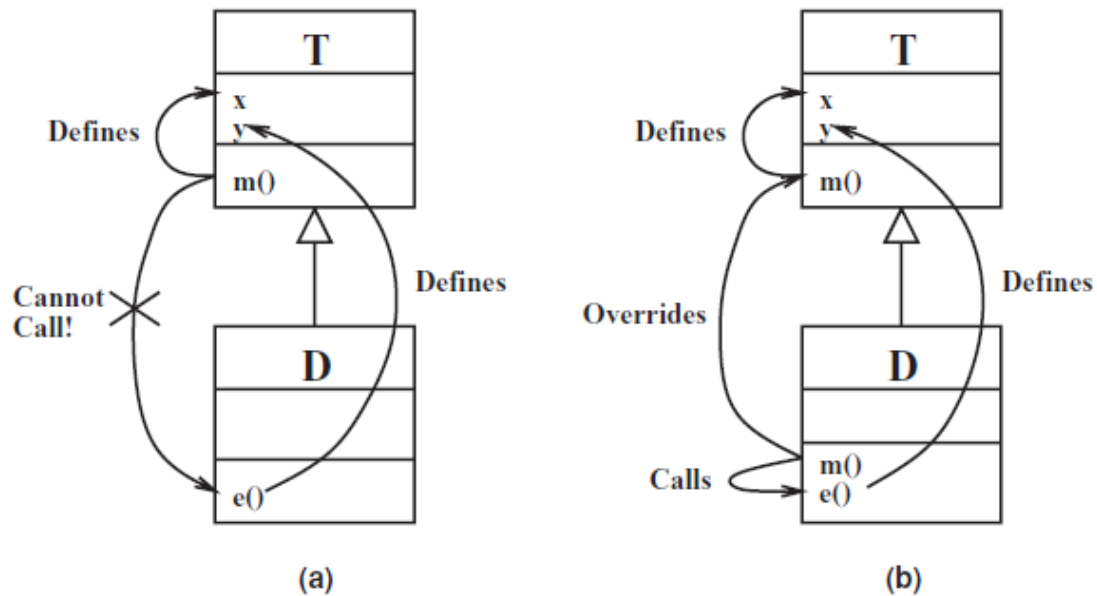 T
x
Defines
y
m()
Cannot
Call!
Defines
D
e()
(a)
T
x
Defines
y
m()
Overrides
Defines
D
m()
Calls
e()
(b)